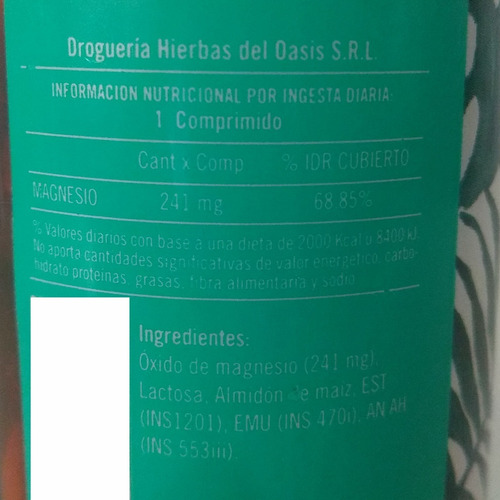 Droguería Hierbas del Oasis S.R.L.
INFORMACION NUTRICIONAL POR INGESTA DIARIA:
1 Comprimido
Cant x Comp % IDR CUBIERTO
MAGNESIO 241 mg 68.85%
% Valores diarios con base a una dieta de 2000 Kcal u 8400 kJ.
No aporta cantidades significativas de valor energético, carbo-
hidrato proteinas, grasas, fibra alimentaria y sodio
Ingredientes:
Óxido de magnesio (241 mg),
Lactosa, Almidón de maiz, EST
(INS1201), EMU (INS 470i), AN AH
(INS 553iii).